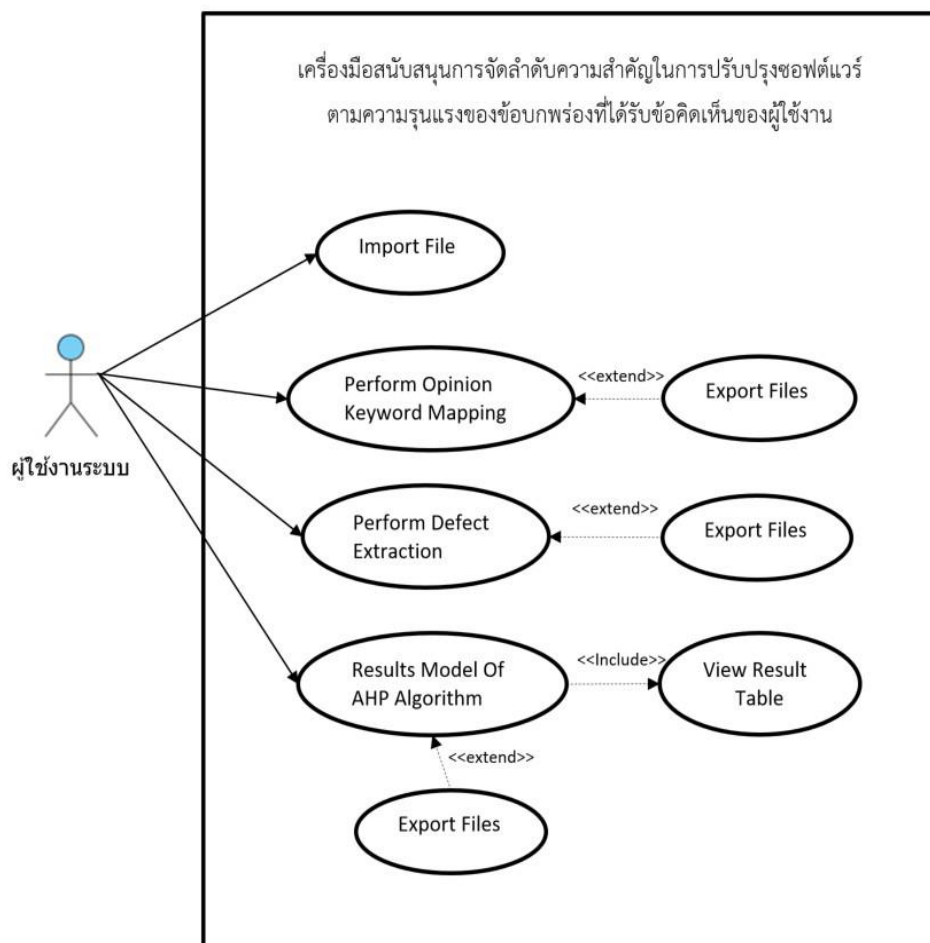 เครื่องมือสนับสนุนการจัดลำดับความสำคัญในการปรับปรุงซอฟต์แวร์
ตามความรุนแรงของข้อบกพร่องที่ได้รับข้อคิดเห็นของผู้ใช้งาน
Import File
ผู้ใช้งานระบบ
Perform Opinion
Keyword Mapping
<<extend>>
Export Files
Perform Defect
Extraction
<<extend>>
Export Files
Results Model Of
AHP Algorithm
<<Include>>
View Result
Table
<<extend>>
Export Files